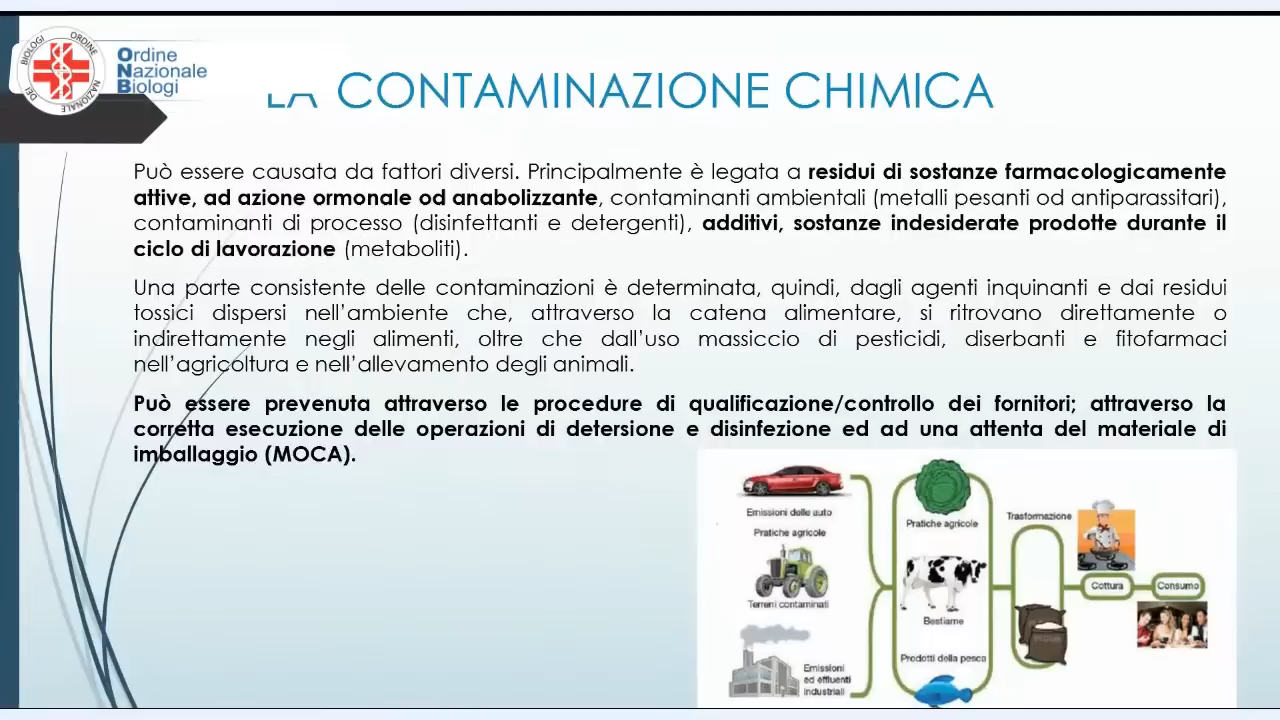 BIOLOGI ORDINE NAZIONALE DEI
Ordine
Nazionale
Biologi
LA CONTAMINAZIONE CHIMICA
Può essere causata da fattori diversi. Principalmente è legata a residui di sostanze farmacologicamente
attive, ad azione ormonale od anabolizzante, contaminanti ambientali (metalli pesanti od antiparassitari),
contaminanti di processo (disinfettanti e detergenti), additivi, sostanze indesiderate prodotte durante il
ciclo di lavorazione (metaboliti).
Una parte consistente delle contaminazioni è determinata, quindi, dagli agenti inquinanti e dai residui
tossici dispersi nell'ambiente che, attraverso la catena alimentare, si ritrovano direttamente o
indirettamente negli alimenti, oltre che dall'uso massiccio di pesticidi, diserbanti e fitofarmaci
nell'agricoltura e nell'allevamento degli animali.
Può essere prevenuta attraverso le procedure di qualificazione/controllo dei fornitori; attraverso la
corretta esecuzione delle operazioni di detersione e disinfezione ed ad una attenta del materiale di
imballaggio (MOCA).
Emissioni delle auto
Pratiche agricole
Terreni contaminati
Emissioni
ed effluenti
industriali
Pratiche agricole
Bestiame
Prodotti della pesca
Trasformazione
Cottura
Consumo